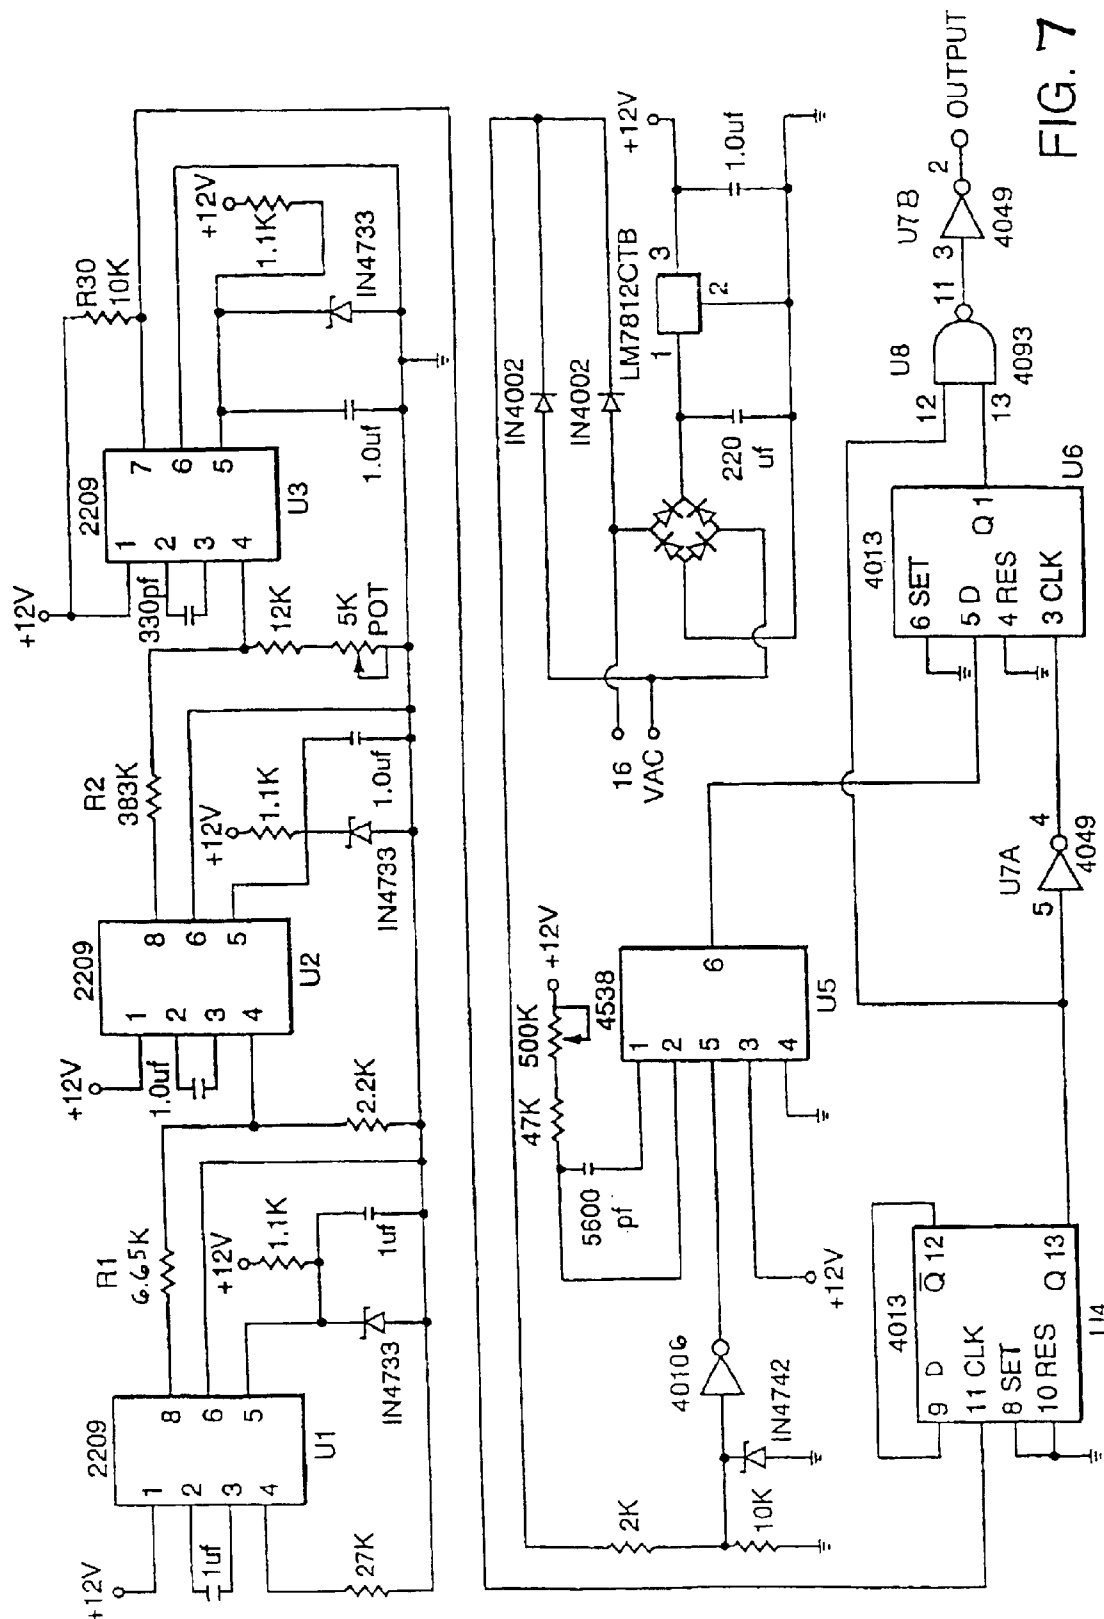 +12V
2209
1
2
3
4
8
6
5
U1
1uf
27K
R1
6.65K
+12V
1.1K
1uf
IN4733
+12V
2209
1
2
3
4
8
6
5
U2
1.0uf
2.2K
R2
383K
+12V
1.1K
1.0uf
IN4733
+12V
2209
1
2
3
4
7
6
5
U3
330pf
12K
5K
POT
R30
10K
+12V
1.1K
IN4733
1.0uf
2K
10K
IN4742
40106
5600
pf
47K
500K
+12V
4538
1
2
5
3
4
6
U5
+12V
16
VAC
IN4002
IN4002
LM7812CTB
1
3
2
220
uf
+12V
1.0uf
4013
9 D
Q 12
11 CLK
8 SET
10 RES
Q 13
U4
U7A
5
4
4049
4013
6 SET
5 D
Q 1
4 RES
3 CLK
U6
U8
12
13
11
4093
U7B
3
2
4049
OUTPUT
FIG. 7